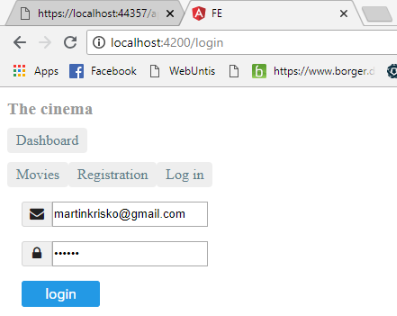 https://localhost:44357/a
FE
localhost:4200/login
Apps Facebook WebUntis https://www.borger.d
The cinema
Dashboard
Movies Registration Log in
martinkrisko@gmail.com
••••••
login